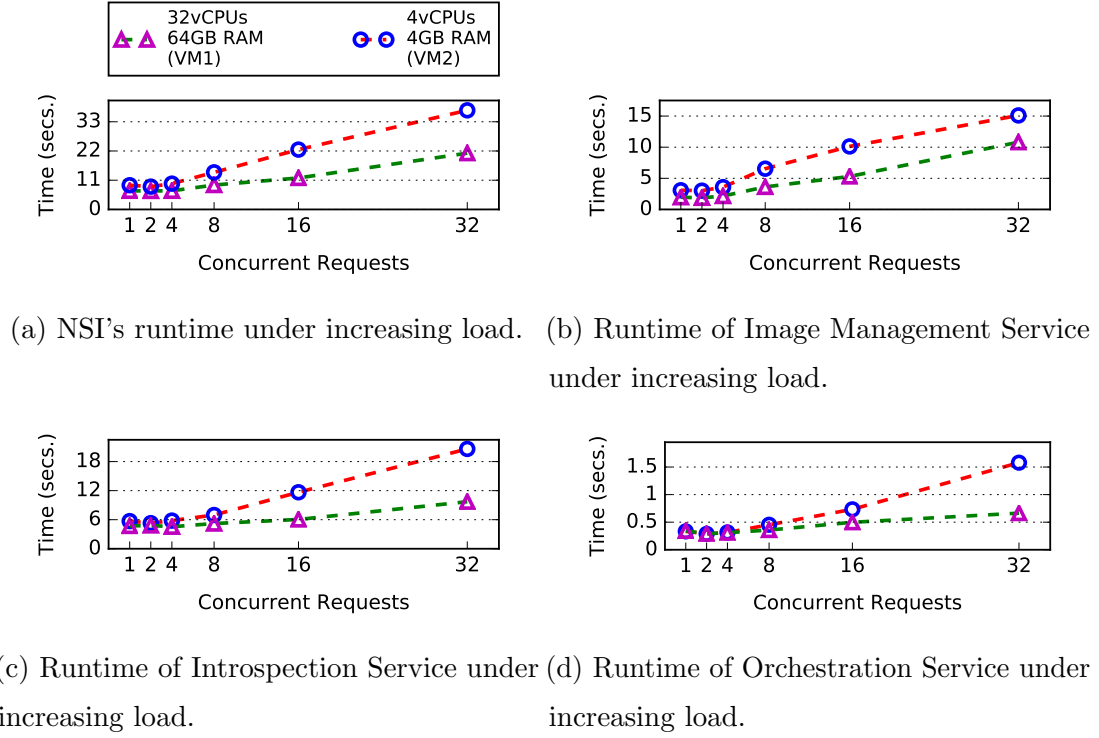 32vCPUs
64GB RAM
(VM1)
4vCPUs
4GB RAM
(VM2)
Time (secs.)
33
22
11
0
1 2 4 8 16 32
Concurrent Requests
(a) NSI's runtime under increasing load.
Time (secs.)
15
10
5
0
1 2 4 8 16 32
Concurrent Requests
(b) Runtime of Image Management Service
under increasing load.
Time (secs.)
18
12
6
0
1 2 4 8 16 32
Concurrent Requests
(c) Runtime of Introspection Service under
increasing load.
Time (secs.)
1.5
1
0.5
0
1 2 4 8 16 32
Concurrent Requests
(d) Runtime of Orchestration Service under
increasing load.